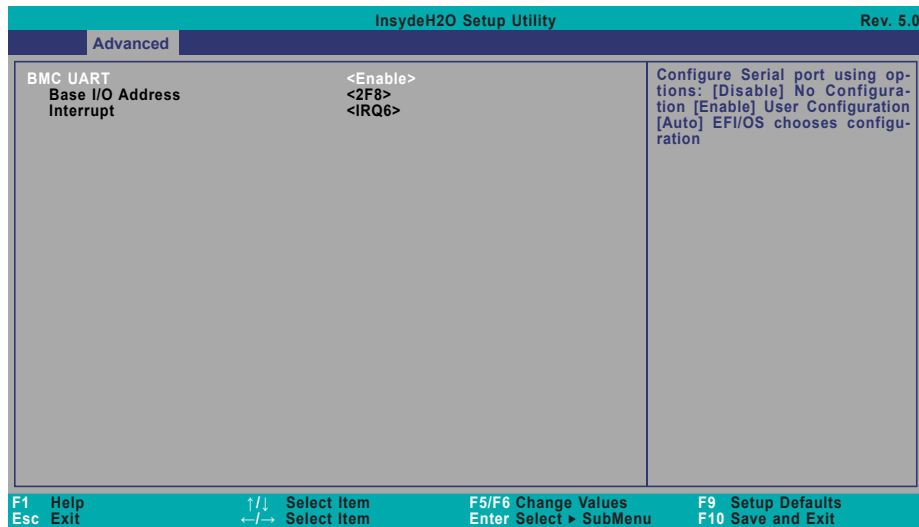 InsydeH2O Setup Utility Rev. 5.0
Advanced
BMC UART <Enable>
Base I/O Address <2F8>
Interrupt <IRQ6>
Configure Serial port using op-
tions: [Disable] No Configura-
tion [Enable] User Configuration
[Auto] EFI/OS chooses configu-
ration
F1 Help ↑/↓ Select Item F5/F6 Change Values F9 Setup Defaults
Esc Exit ←/→ Select Item Enter Select ▶ SubMenu F10 Save and Exit